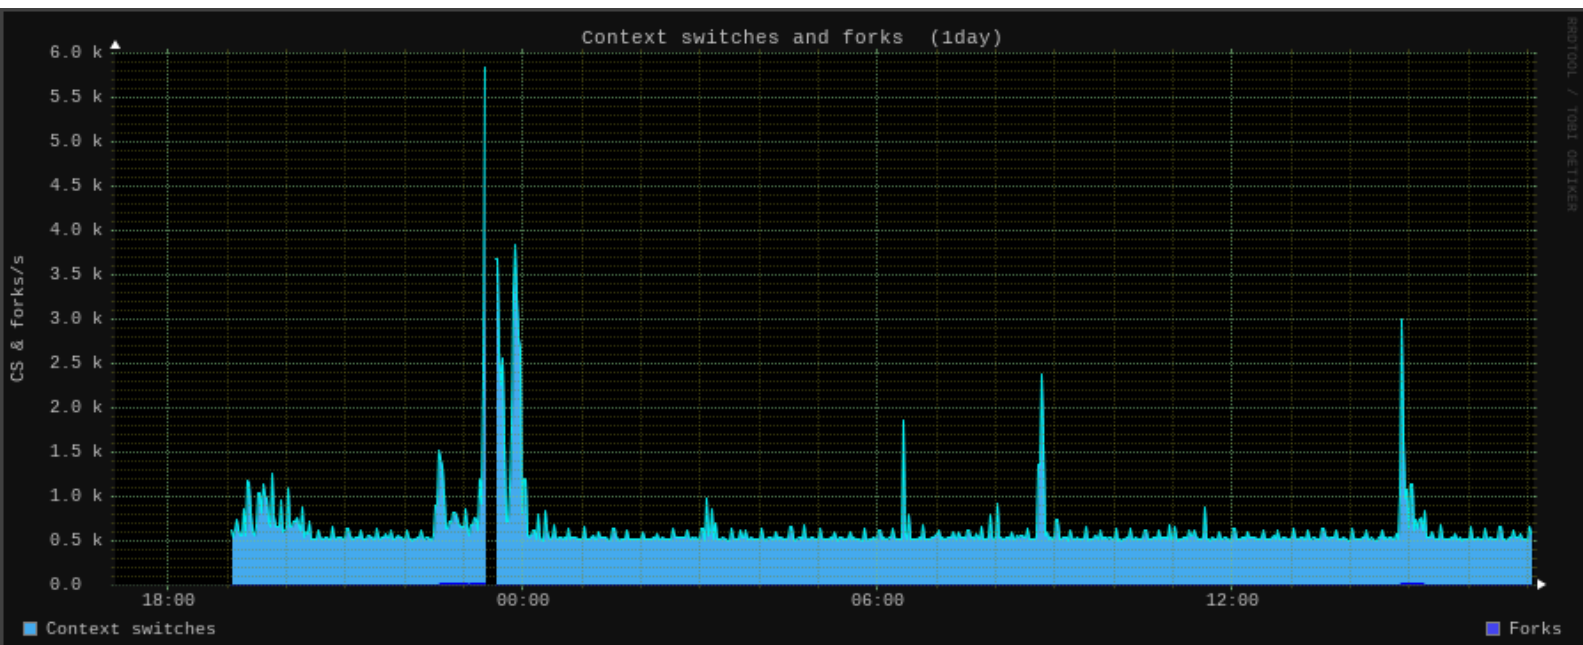 Context switches and forks (1day)
RRDTOOL / TOBI OETIKER
CS & forks/s
6.0 k
5.5 k
5.0 k
4.5 k
4.0 k
3.5 k
3.0 k
2.5 k
2.0 k
1.5 k
1.0 k
0.5 k
0.0
18:00 00:00 06:00 12:00
Context switches Forks